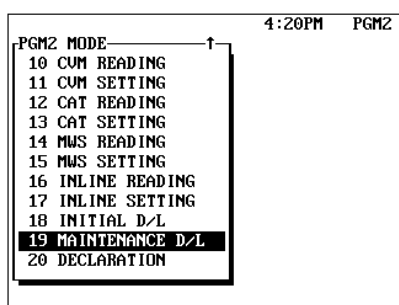 4:20PM PGM2
PGM2 MODE ↑
10 CVM READING
11 CVM SETTING
12 CAT READING
13 CAT SETTING
14 MWS READING
15 MWS SETTING
16 INLINE READING
17 INLINE SETTING
18 INITIAL D/L
19 MAINTENANCE D/L
20 DECLARATION